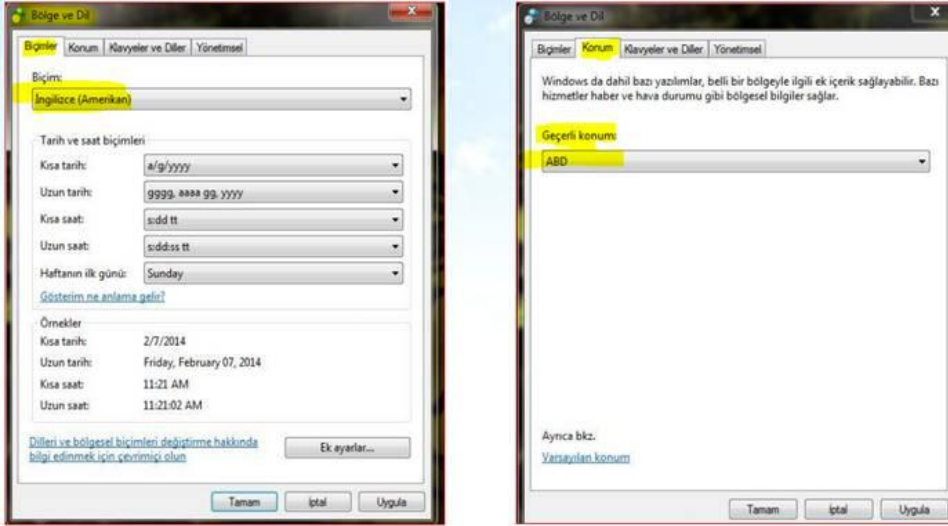 Bölge ve Dil
Biçimler Konum Klavyeler ve Diller Yönetimsel
Biçim:
İngilizce (Amerikan)
Tarih ve saat biçimleri
Kısa tarih: a/g/yyyy
Uzun tarih: gggg, aaaa gg, yyyy
Kısa saat: s:dd tt
Uzun saat: s:dd:ss tt
Haftanın ilk günü: Sunday
Gösterim ne anlama gelir?
Örnekler
Kısa tarih: 2/7/2014
Uzun tarih: Friday, February 07, 2014
Kısa saat: 11:21 AM
Uzun saat: 11:21:02 AM
Dilleri ve bölgesel biçimleri değiştirme hakkında
bilgi edinmek için çevrimiçi olun
Ek ayarlar...
Tamam İptal Uygula
Bölge ve Dil
Biçimler Konum Klavyeler ve Diller Yönetimsel
Windows da dahil bazı yazılımlar, belli bir bölgeyle ilgili ek içerik sağlayabilir. Bazı
hizmetler haber ve hava durumu gibi bölgesel bilgiler sağlar.
Geçerli konum:
ABD
Ayrıca bkz.
Varsayılan konum
Tamam İptal Uygula